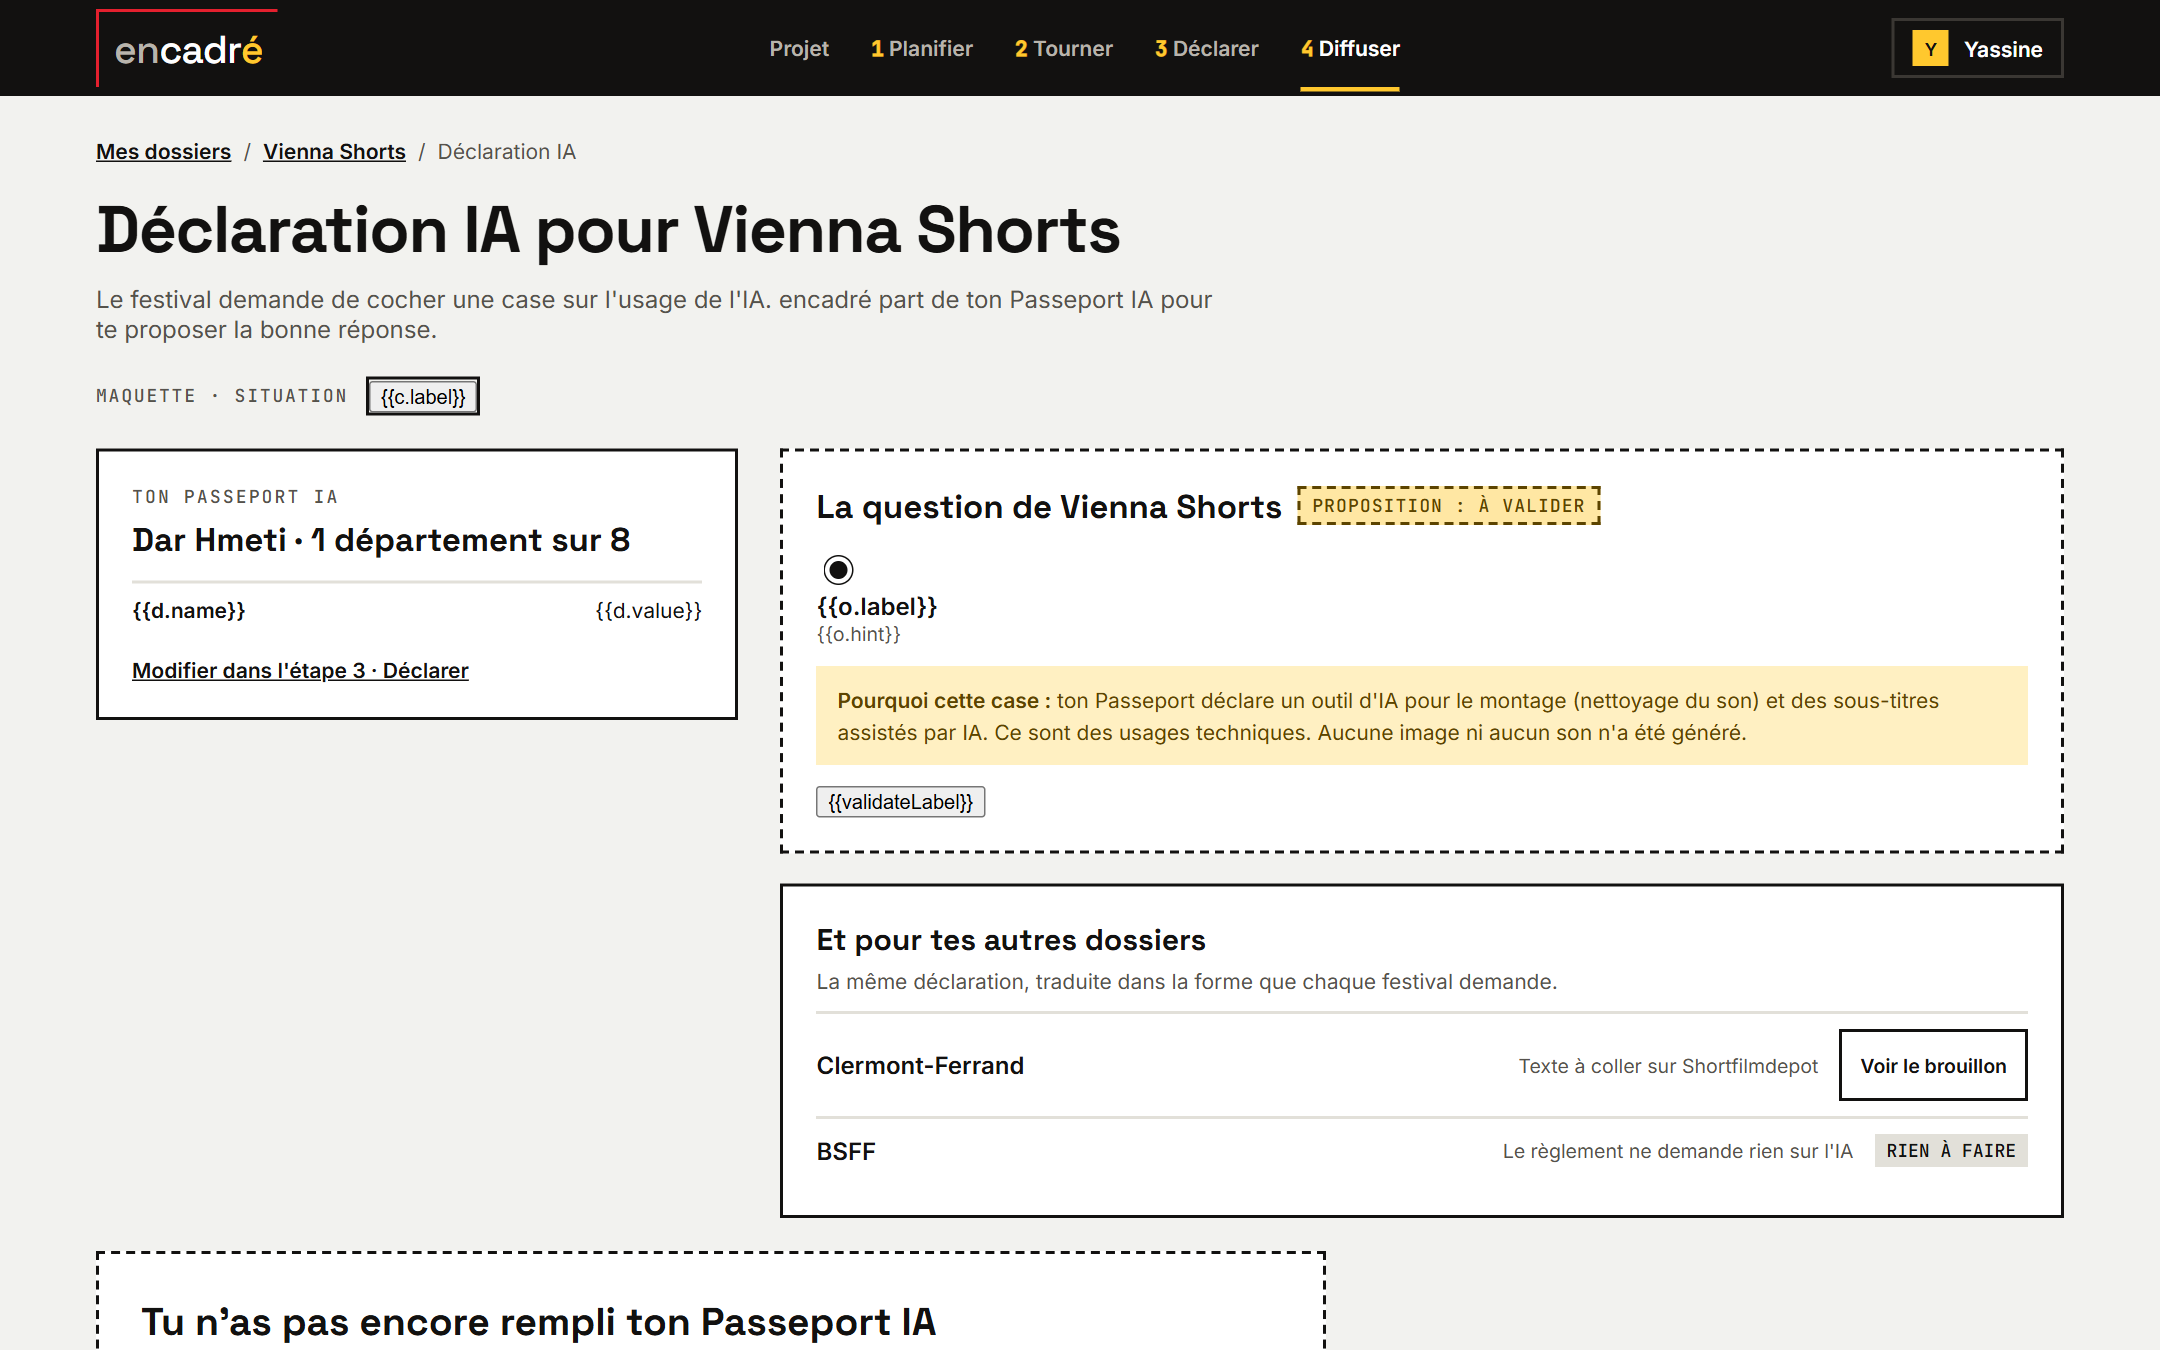 encadré
Projet
1 Planifier
2 Tourner
3 Déclarer
4 Diffuser
Y
Yassine
Mes dossiers / Vienna Shorts / Déclaration IA
Déclaration IA pour Vienna Shorts
Le festival demande de cocher une case sur l'usage de l'IA. encadré part de ton Passeport IA pour
te proposer la bonne réponse.
MAQUETTE · SITUATION
{{c.label}}
TON PASSEPORT IA
Dar Hmeti · 1 département sur 8
{{d.name}}
{{d.value}}
Modifier dans l'étape 3 · Déclarer
La question de Vienna Shorts
PROPOSITION : À VALIDER
{{o.label}}
{{o.hint}}
Pourquoi cette case : ton Passeport déclare un outil d'IA pour le montage (nettoyage du son) et des sous-titres
assistés par IA. Ce sont des usages techniques. Aucune image ni aucun son n'a été généré.
{{validateLabel}}
Et pour tes autres dossiers
La même déclaration, traduite dans la forme que chaque festival demande.
Clermont-Ferrand
Texte à coller sur Shortfilmdepot
Voir le brouillon
BSFF
Le règlement ne demande rien sur l'IA
RIEN À FAIRE
Tu n’as pas encore rempli ton Passeport IA